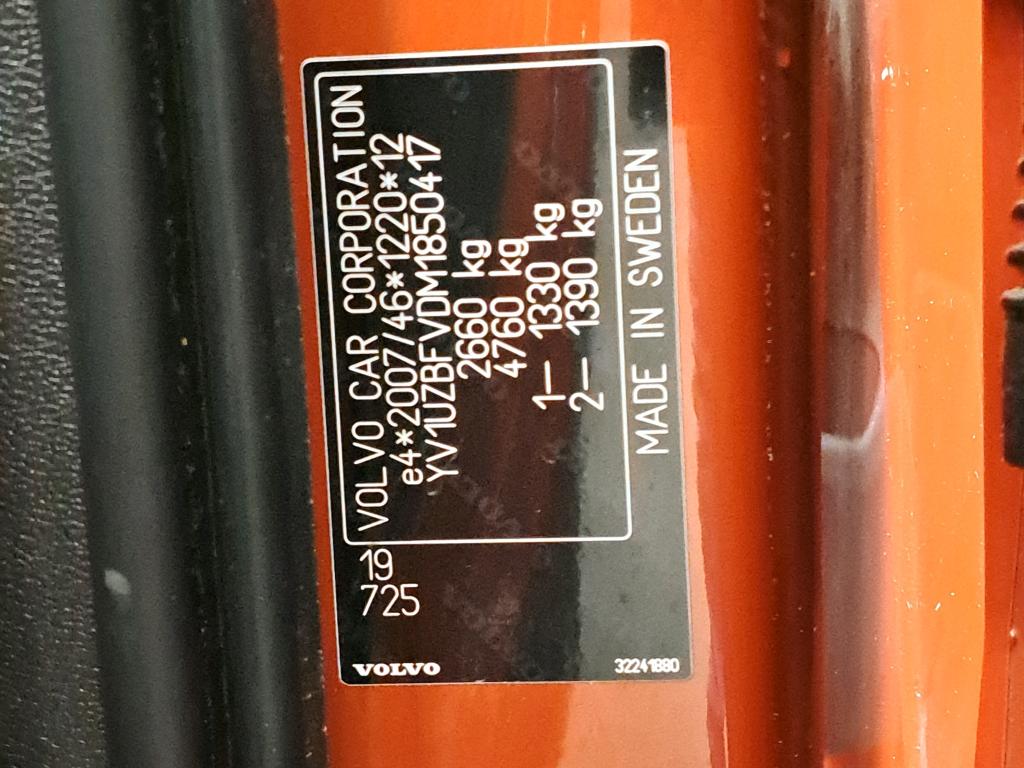 VOLVO CAR CORPORATION
e4*2007/46*1220*12
YV1UZBFVDM1850417
2660 kg
4760 kg
1– 1330 kg
2– 1390 kg
MADE IN SWEDEN
19
725
VOLVO
32241880